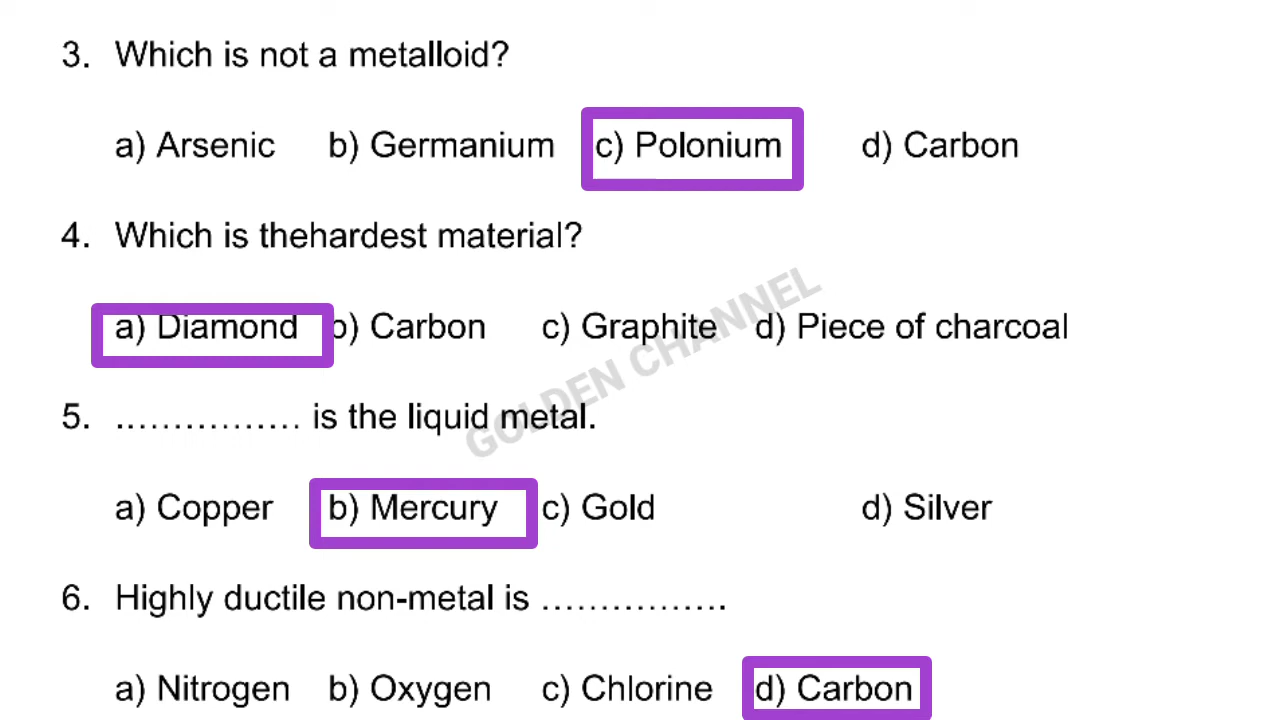 3. Which is not a metalloid?
a) Arsenic b) Germanium c) Polonium d) Carbon
4. Which is thehardest material?
a) Diamond b) Carbon c) Graphite d) Piece of charcoal
GOLDEN CHANNEL
5. ................ is the liquid metal.
a) Copper b) Mercury c) Gold d) Silver
6. Highly ductile non-metal is ................
a) Nitrogen b) Oxygen c) Chlorine d) Carbon